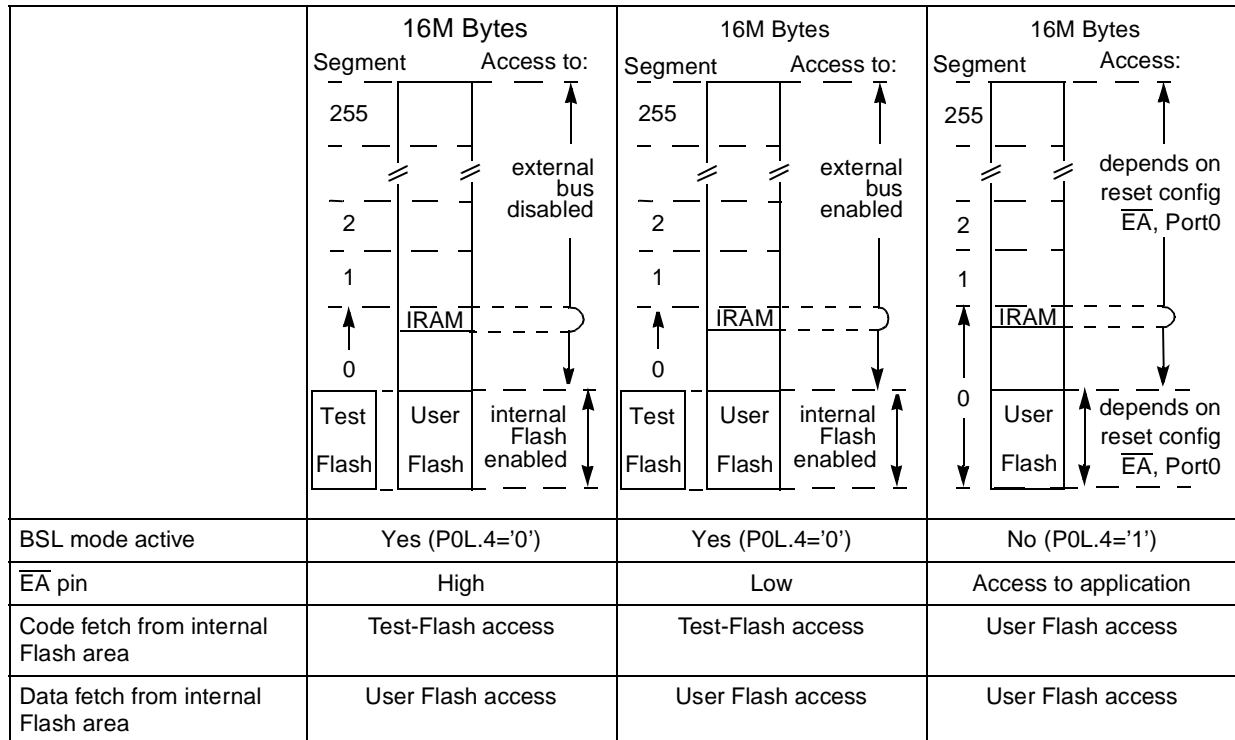 16M Bytes
Segment Access to:
255
external
bus
disabled
2
1
IRAM
0
Test
Flash
User
Flash
internal
Flash
enabled
16M Bytes
Segment Access to:
255
external
bus
enabled
2
1
IRAM
0
Test
Flash
User
Flash
internal
Flash
enabled
16M Bytes
Segment Access:
255
depends on
reset config
EA, Port0
2
1
IRAM
0
User
Flash
depends on
reset config
EA, Port0
BSL mode active Yes (P0L.4='0') Yes (P0L.4='0') No (P0L.4='1')
EA pin High Low Access to application
Code fetch from internal
Flash area
Test-Flash access Test-Flash access User Flash access
Data fetch from internal
Flash area
User Flash access User Flash access User Flash access